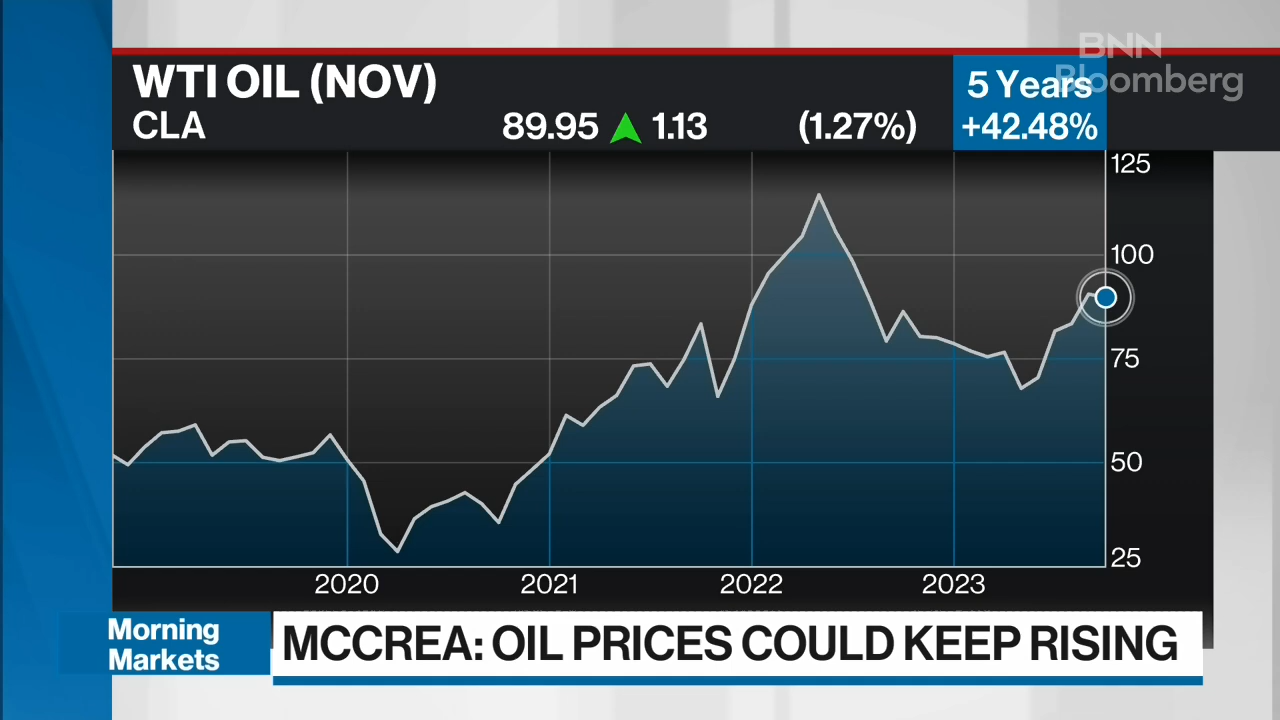 BNN
Bloomberg
WTI OIL (NOV)
5 Years
CLA
89.95 1.13 (1.27%)
+42.48%
125
100
75
50
25
2020 2021 2022 2023
Morning
Markets
MCCREA: OIL PRICES COULD KEEP RISING